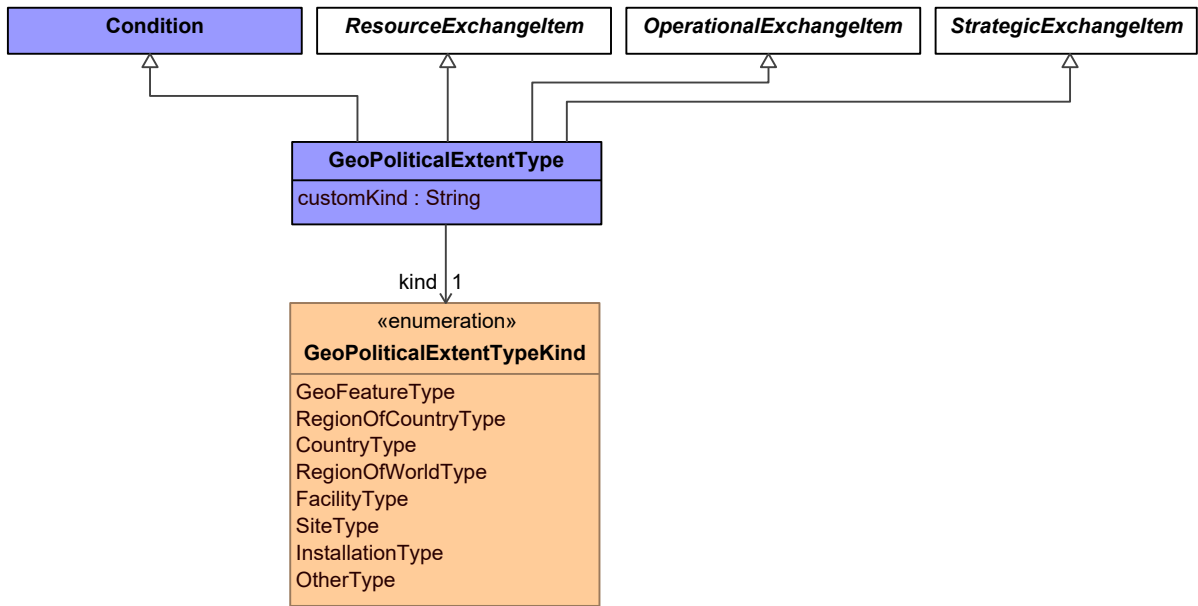 Condition
ResourceExchangeItem
OperationalExchangeItem
StrategicExchangeItem
GeoPoliticalExtentType
customKind : String
kind 1
«enumeration»
GeoPoliticalExtentTypeKind
GeoFeatureType
RegionOfCountryType
CountryType
RegionOfWorldType
FacilityType
SiteType
InstallationType
OtherType